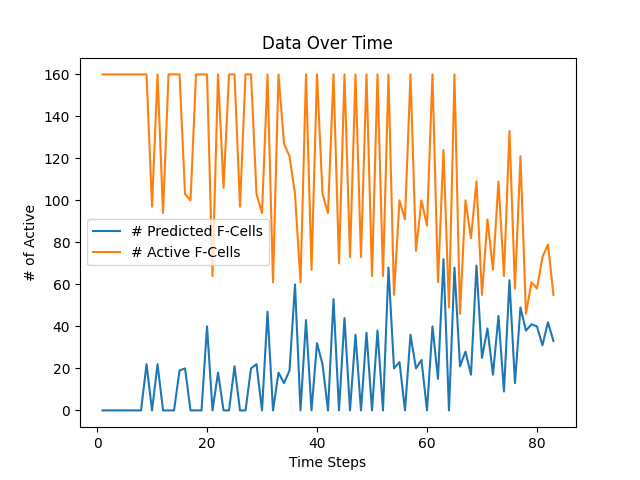 Data Over Time
# of Active
160
140
120
100
80
60
40
20
0
# Predicted F-Cells
# Active F-Cells
0 20 40 60 80
Time Steps